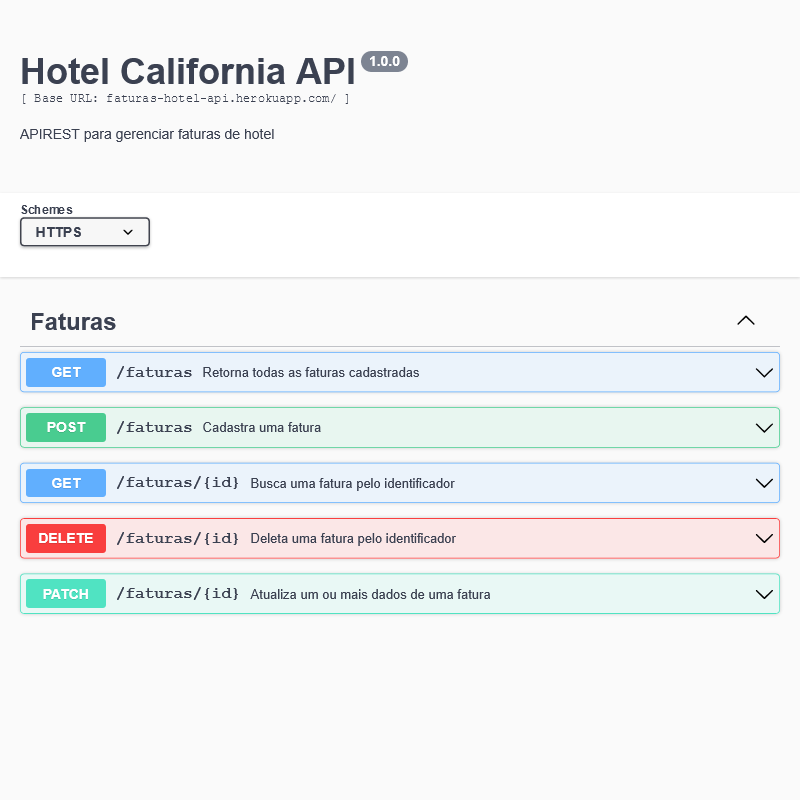 Hotel California API 1.0.0
[ Base URL: faturas-hotel-api.herokuapp.com/ ]
APIREST para gerenciar faturas de hotel
Schemes
HTTPS
Faturas
GET /faturas Retorna todas as faturas cadastradas
POST /faturas Cadastra uma fatura
GET /faturas/{id} Busca uma fatura pelo identificador
DELETE /faturas/{id} Deleta uma fatura pelo identificador
PATCH /faturas/{id} Atualiza um ou mais dados de uma fatura